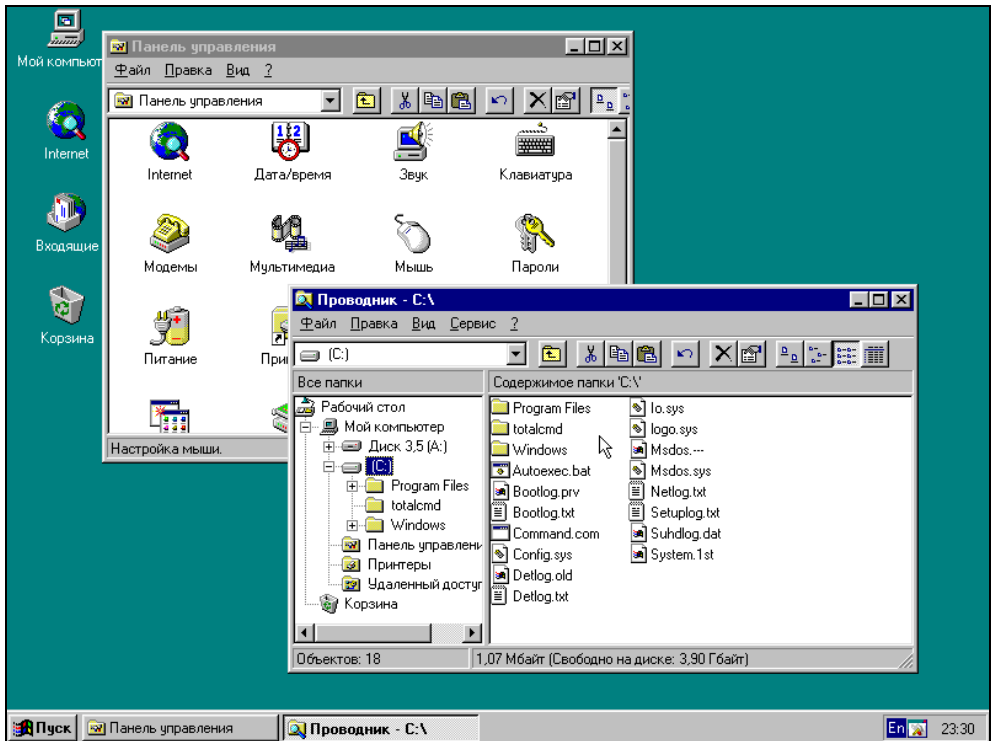 Мой компьют
Internet
Входящие
Корзина
Панель управления
Файл Правка Вид ?
Панель управления
Internet Дата/время Звук Клавиатура
Модемы Мультимедиа Мышь Пароли
Питание При
Настройка мыши.
Проводник - C:\
Файл Правка Вид Сервис ?
(C:)
Все папки
Рабочий стол
Мой компьютер
Диск 3,5 (A:)
(C:)
Program Files
totalcmd
Windows
Панель управлени
Принтеры
Удаленный досту
Корзина
Содержимое папки 'C:\'
Program Files
totalcmd
Windows
Autoexec.bat
Bootlog.prv
Bootlog.txt
Command.com
Config.sys
Detlog.old
Detlog.txt
Io.sys
logo.sys
Msdos.---
Msdos.sys
Netlog.txt
Setuplog.txt
Suhdlog.dat
System.1st
Объектов: 18
1,07 Мбайт (Свободно на диске: 3,90 Гбайт)
Пуск Панель управления Проводник - C:\ En 23:30